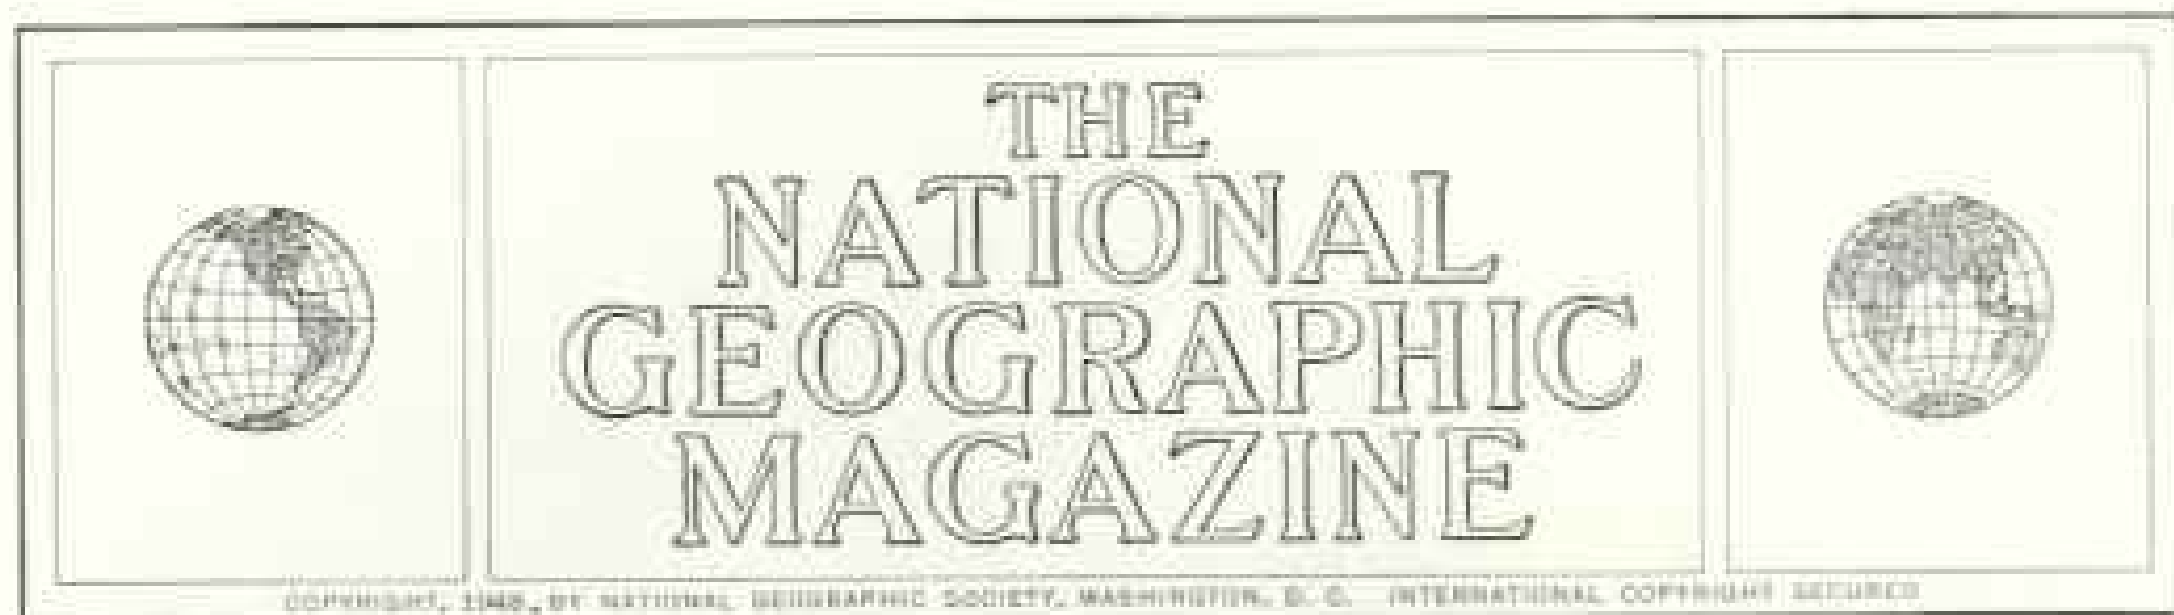 THE
NATIONAL
GEOGRAPHIC
MAGAZINE
COPYRIGHT, BY NATIONAL GEOGRAPHIC SOCIETY, WASHINGTON, D. C. INTERNATIONAL COPYRIGHT SECURED